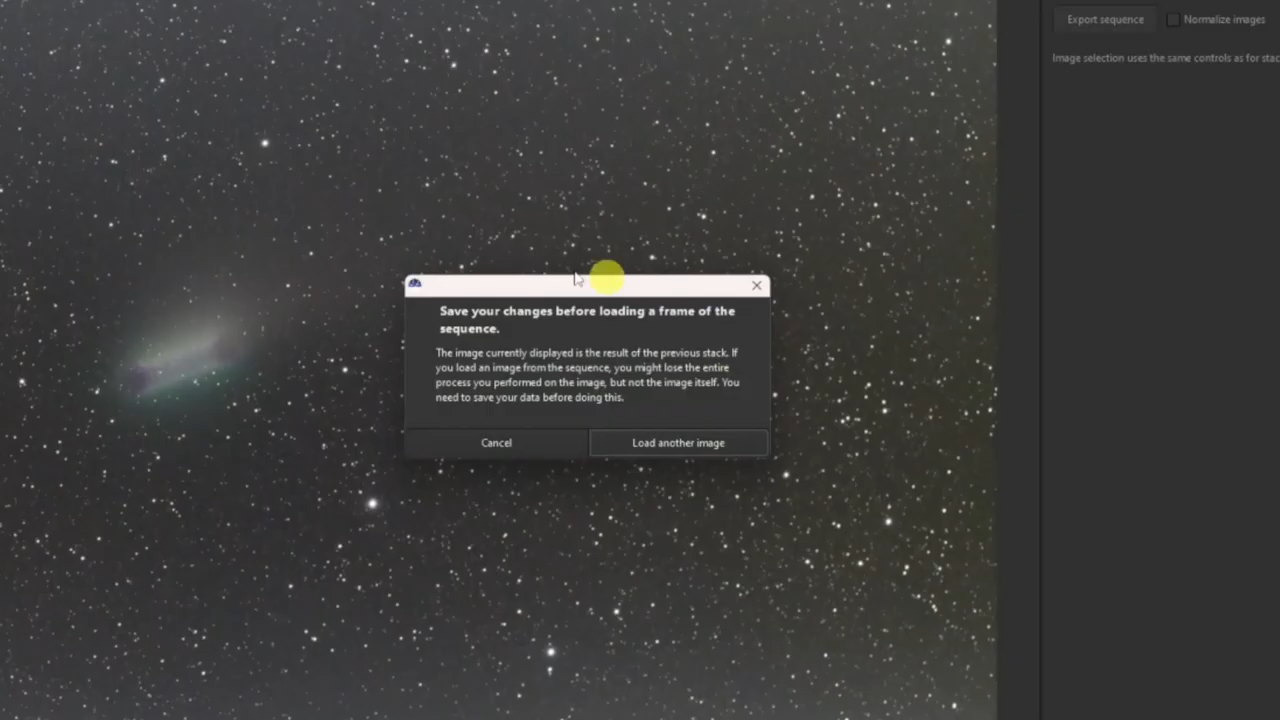 Export sequence
Normalize images
Image selection uses the same controls as for
Save your changes before loading a frame of the
sequence.
The image currently displayed is the result of the previous stack. If
you load an image from the sequence, you might lose the entire
process you performed on the image, but not the image itself. You
need to save your data before doing this.
Cancel
Load another image